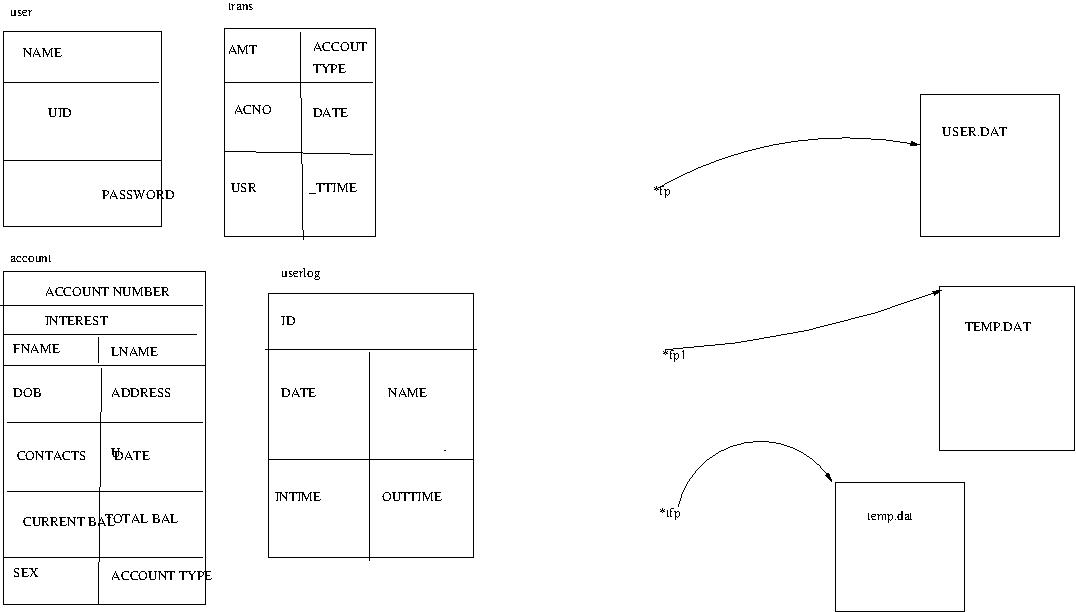 user
NAME
UID
PASSWORD
trans
AMT
ACCOUT
TYPE
ACNO
DATE
USR
_TTIME
account
ACCOUNT NUMBER
INTEREST
FNAME
LNAME
DOB
ADDRESS
CONTACTS
UDATE
CURRENT BAL
TOTAL BAL
SEX
ACCOUNT TYPE
userlog
ID
DATE
NAME
INTIME
OUTTIME
*fp
USER.DAT
*fp1
TEMP.DAT
*tfp
temp.dat